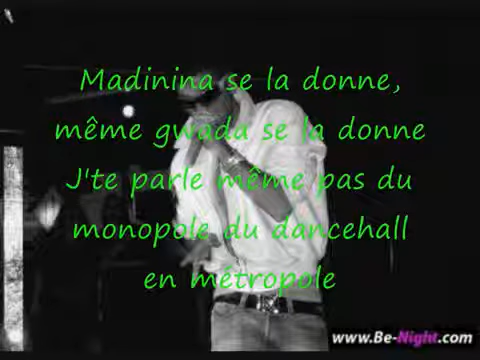 Madinina se la donne,
même gwada se la donne
J'te parle même pas du
monopole du dancehall
en métropole
www.Be-Night.com